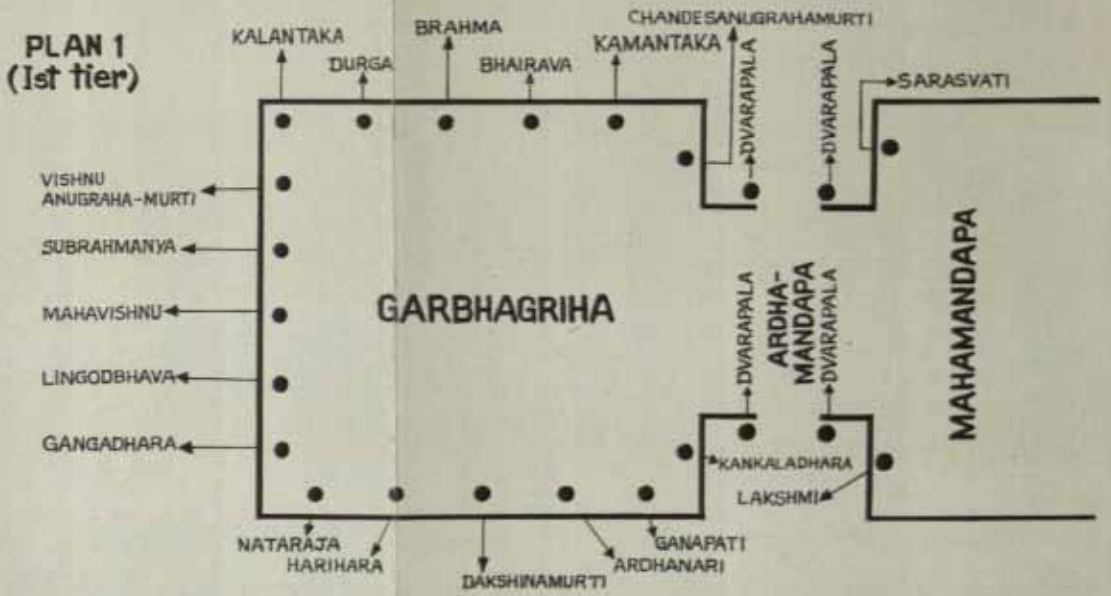 PLAN 1
(Ist tier)
KALANTAKA
DURGA
BRAHMA
BHAIRAVA
KAMANTAKA
CHANDESANUGRAHAMURTI
DVARAPALA
DVARAPALA
SARASVATI
VISHNU
ANUGRAHA-MURTI
SUBRAHMANYA
MAHAVISHNU
LINGODBHAVA
GANGADHARA
GARBHAGRIHA
DVARAPALA
ARDHA-
MANDAPA
DVARAPALA
MAHAMANDAPA
KANKALADHARA
LAKSHMI
NATARAJA
HARIHARA
DAKSHINAMURTI
ARDHANARI
GANAPATI